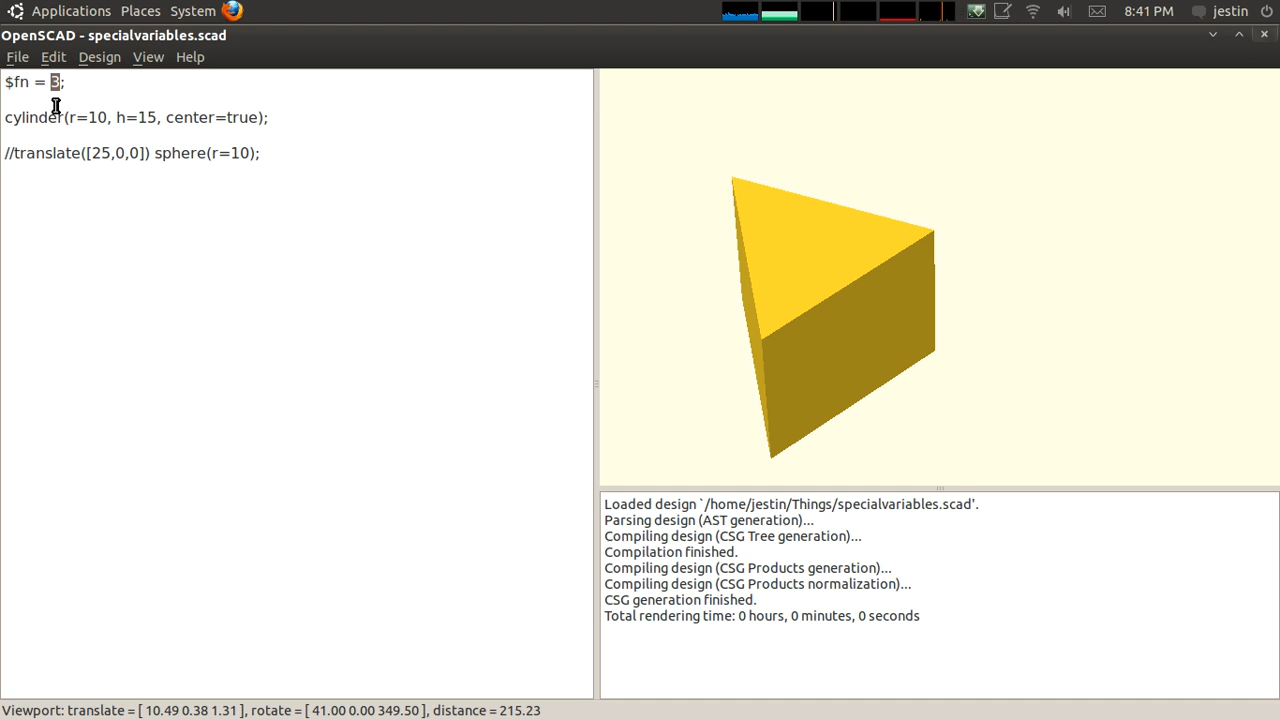 Applications Places System 8:41 PM jestin
OpenSCAD - specialvariables.scad
File Edit Design View Help
$fn = 3;
cylinder(r=10, h=15, center=true);
//translate([25,0,0]) sphere(r=10);
Loaded design `/home/jestin/Things/specialvariables.scad'.
Parsing design (AST generation)...
Compiling design (CSG Tree generation)...
Compilation finished.
Compiling design (CSG Products generation)...
Compiling design (CSG Products normalization)...
CSG generation finished.
Total rendering time: 0 hours, 0 minutes, 0 seconds
Viewport: translate = [ 10.49 0.38 1.31 ], rotate = [ 41.00 0.00 349.50 ], distance = 215.23